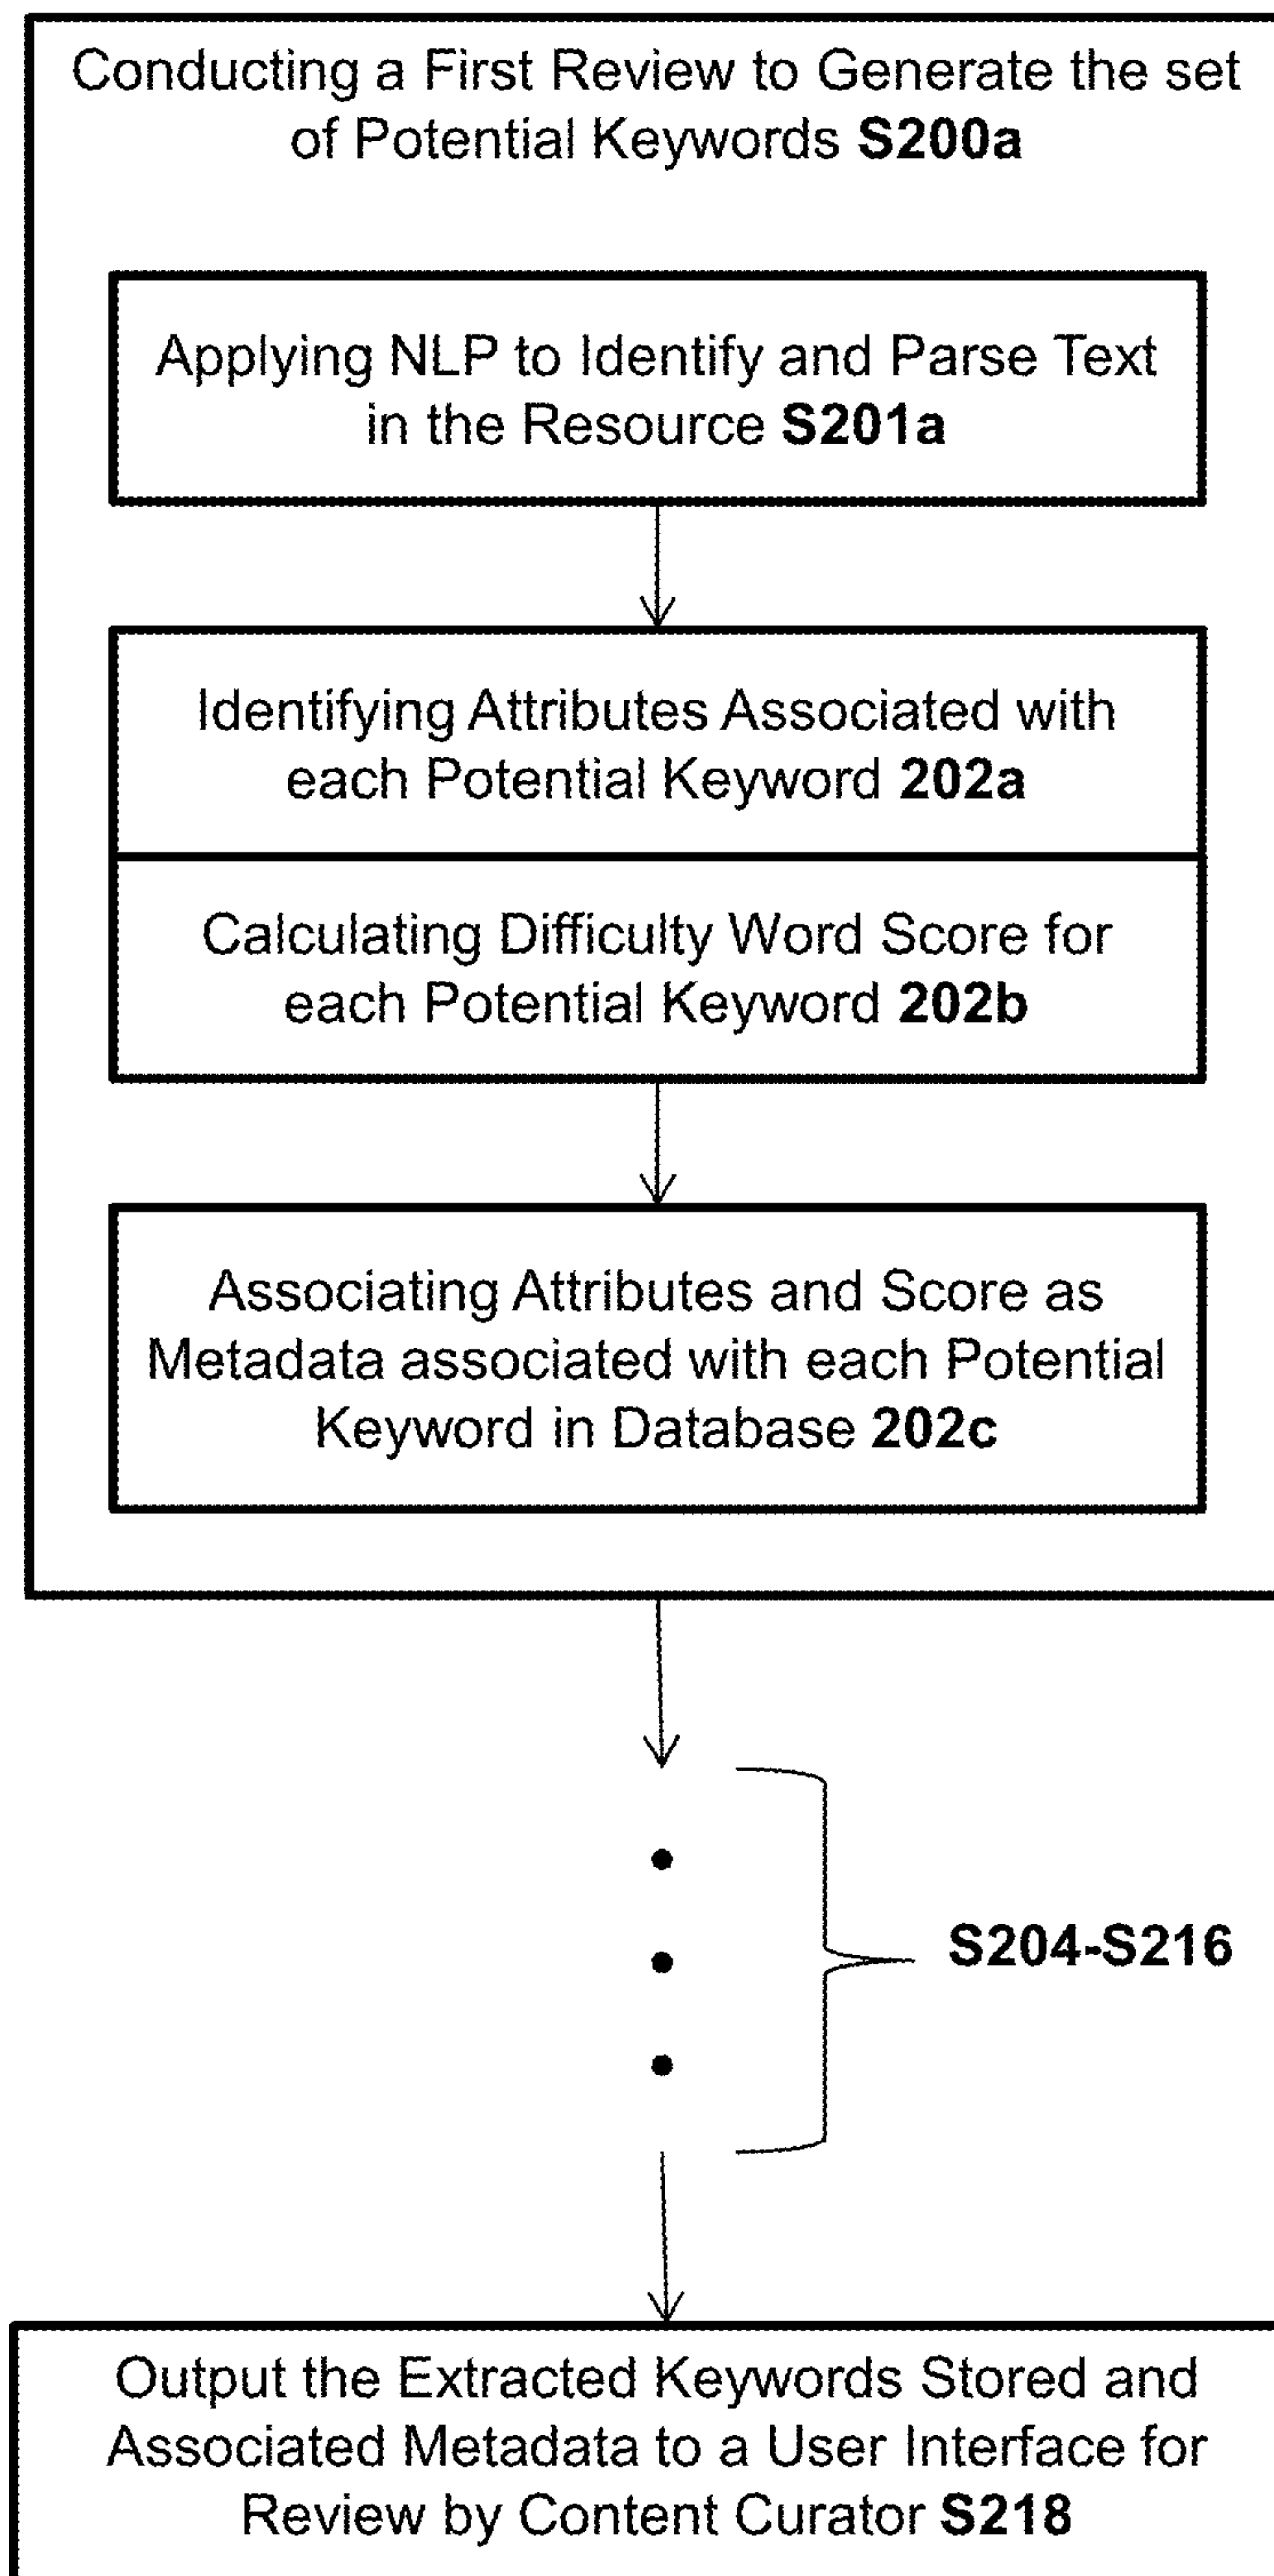 Conducting a First Review to Generate the set
of Potential Keywords S200a
Applying NLP to Identify and Parse Text
in the Resource S201a
Identifying Attributes Associated with
each Potential Keyword 202a
Calculating Difficulty Word Score for
each Potential Keyword 202b
Associating Attributes and Score as
Metadata associated with each Potential
Keyword in Database 202c
S204-S216
Output the Extracted Keywords Stored and
Associated Metadata to a User Interface for
Review by Content Curator S218